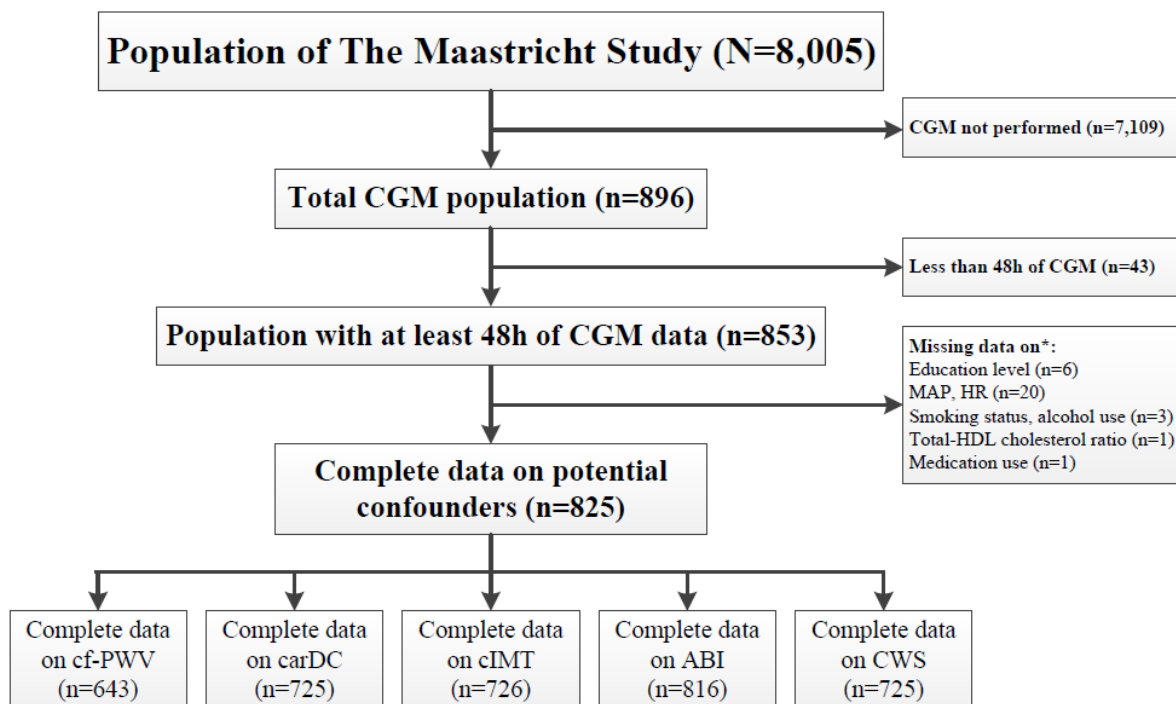 Population of The Maastricht Study (N=8,005)
CGM not performed (n=7,109)
Total CGM population (n=896)
Less than 48h of CGM (n=43)
Population with at least 48h of CGM data (n=853)
Missing data on*:
Education level (n=6)
MAP, HR (n=20)
Smoking status, alcohol use (n=3)
Total-HDL cholesterol ratio (n=1)
Medication use (n=1)
Complete data on potential
confounders (n=825)
Complete data
on cf-PWV
(n=643)
Complete data
on carDC
(n=725)
Complete data
on cIMT
(n=726)
Complete data
on ABI
(n=816)
Complete data
on CWS
(n=725)